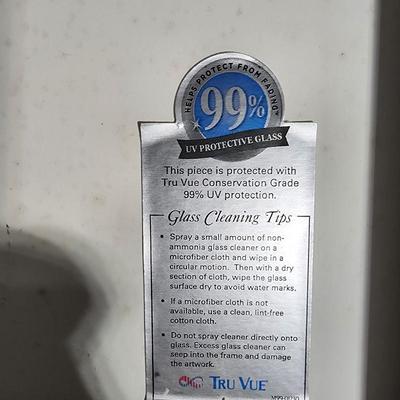 HELPS PROTECT FROM FADING™
99%
UV PROTECTIVE GLASS
This piece is protected with
Tru Vue Conservation Grade
99% UV protection.
Glass Cleaning Tips
• Spray a small amount of non-
ammonia glass cleaner on a
microfiber cloth and wipe in a
circular motion. Then with a dry
section of cloth, wipe the glass
surface dry to avoid water marks.
• If a microfiber cloth is not
available, use a clean, lint-free
cotton cloth.
• Do not spray cleaner directly onto
glass. Excess glass cleaner can
seep into the frame and damage
the artwork.
TRU VUE®